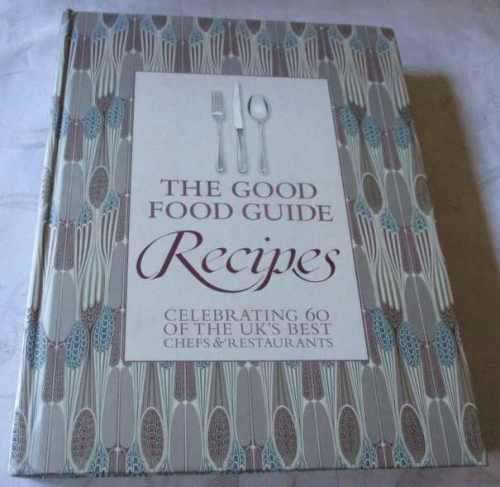 THE GOOD
FOOD GUIDE
Recipes
CELEBRATING 60
OF THE UK'S BEST
CHEFS & RESTAURANTS